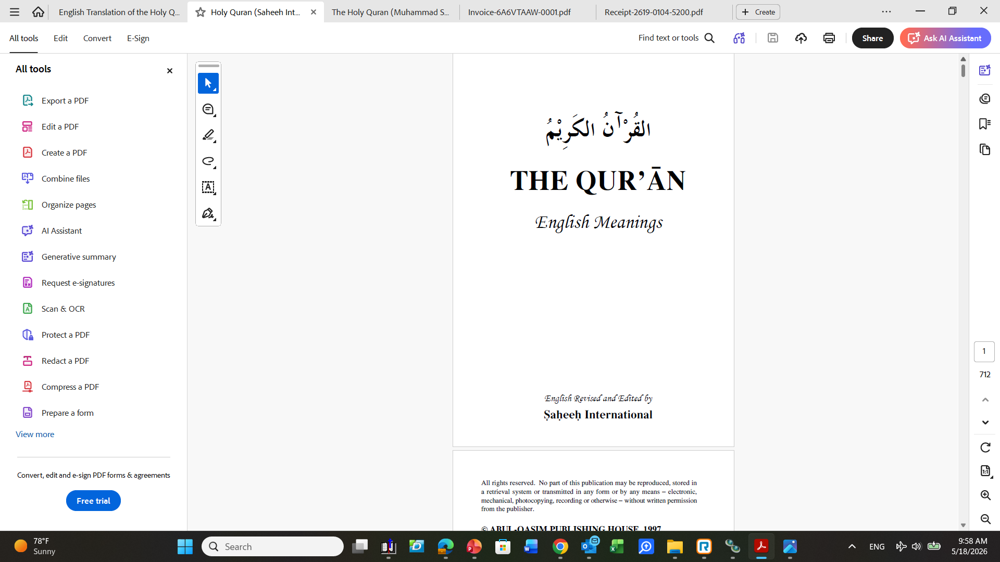 English Translation of the Holy Q...
Holy Quran (Saheeh Int...
The Holy Quran (Muhammad S...
Invoice-6A6VTAAW-0001.pdf
Receipt-2619-0104-5200.pdf
Create
All tools
Edit
Convert
E-Sign
Find text or tools
Share
Ask AI Assistant
All tools
Export a PDF
Edit a PDF
Create a PDF
Combine files
Organize pages
AI Assistant
Generative summary
Request e-signatures
Scan & OCR
Protect a PDF
Redact a PDF
Compress a PDF
Prepare a form
View more
Convert, edit and e-sign PDF forms & agreements
Free trial
القُرْآنُ الكَرِيْمُ
THE QUR’ĀN
English Meanings
English Revised and Edited by
Ṣaḥeeḥ International
All rights reserved. No part of this publication may be reproduced, stored in
a retrieval system or transmitted in any form or by any means – electronic,
mechanical, photocopying, recording or otherwise – without written permission
from the publisher.
© ABUL-QASIM PUBLISHING HOUSE, 1997
1
712
78°F
Sunny
Search
ENG
9:58 AM
5/18/2026